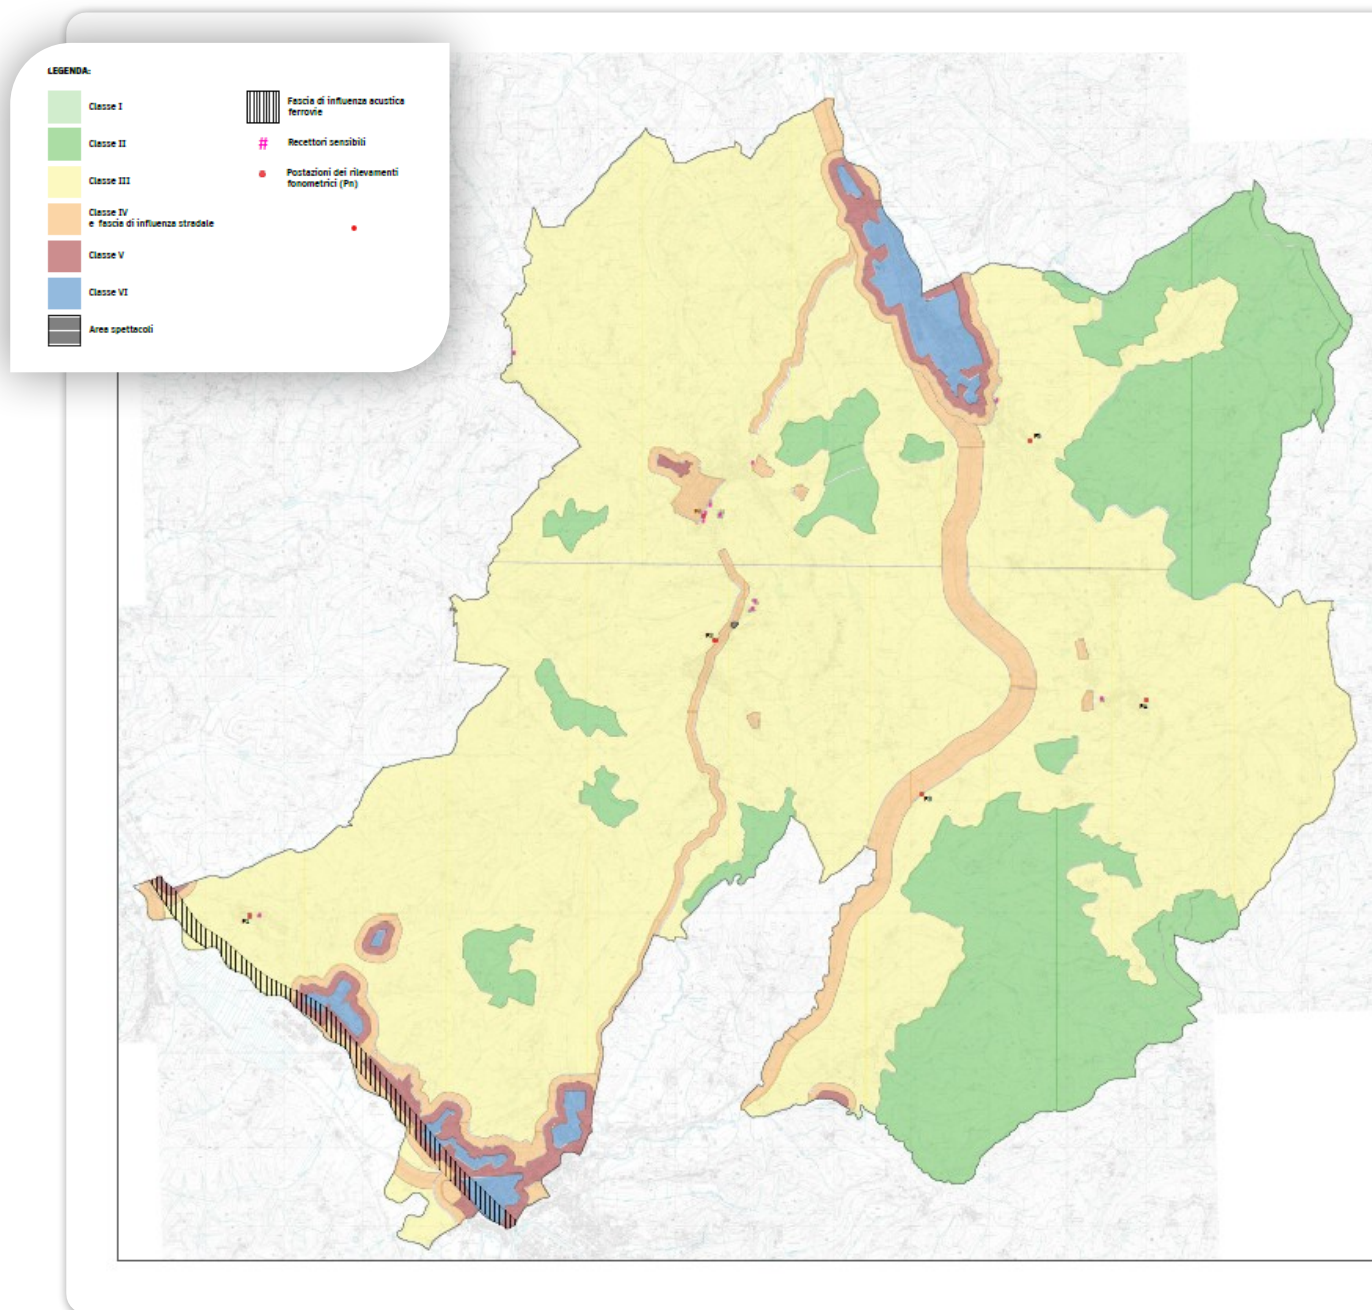 LEGENDA:
Classe I
Classe II
Classe III
Classe IV
e fascia di influenza stradale
Classe V
Classe VI
Area spettacoli
Fascia di influenza acustica
ferrovie
# Recettori sensibili
Postazioni dei rilevamenti
fonometrici (Pn)